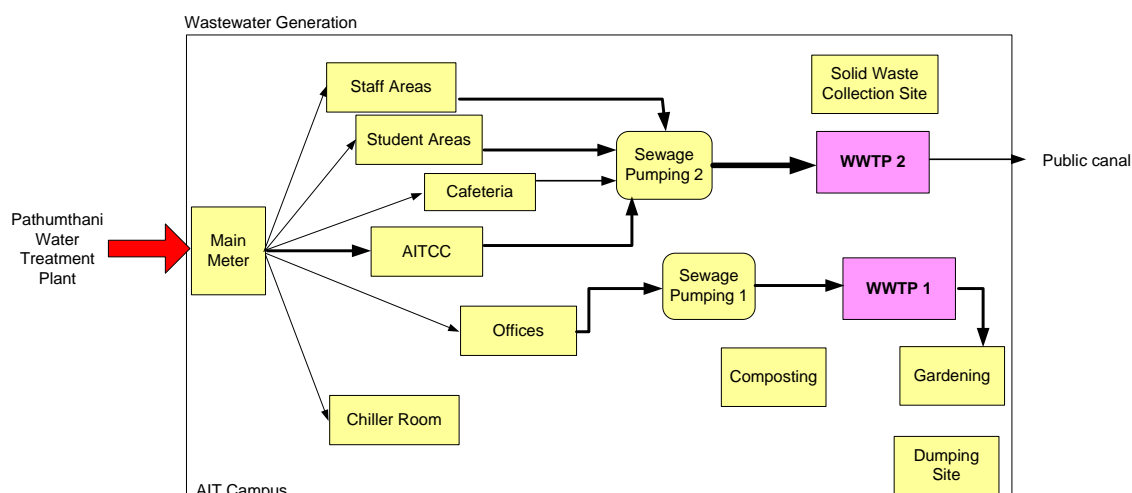 Wastewater Generation
Staff Areas
Solid Waste
Collection Site
Student Areas
Sewage
Pumping 2
WWTP 2
Public canal
Cafeteria
Pathumthani
Water
Treatment
Plant
Main
Meter
AITCC
Sewage
Pumping 1
WWTP 1
Offices
Composting
Gardening
Chiller Room
Dumping
Site
AIT Campus